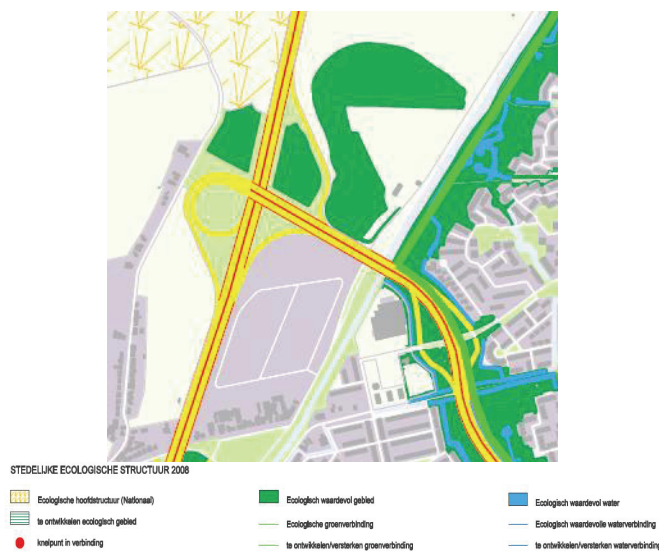 STEDELIJKE ECOLOGISCHE STRUCTUUR 2008
Ecologische hoofdstructuur (Nationaal)
te ontwikkelen ecologisch gebied
knelpunt in verbinding
Ecologisch waardevol gebied
Ecologische groenverbinding
te ontwikkelen/versterken groenverbinding
Ecologisch waardevol water
Ecologisch waardevolle waterverbinding
te ontwikkelen/versterken waterverbinding